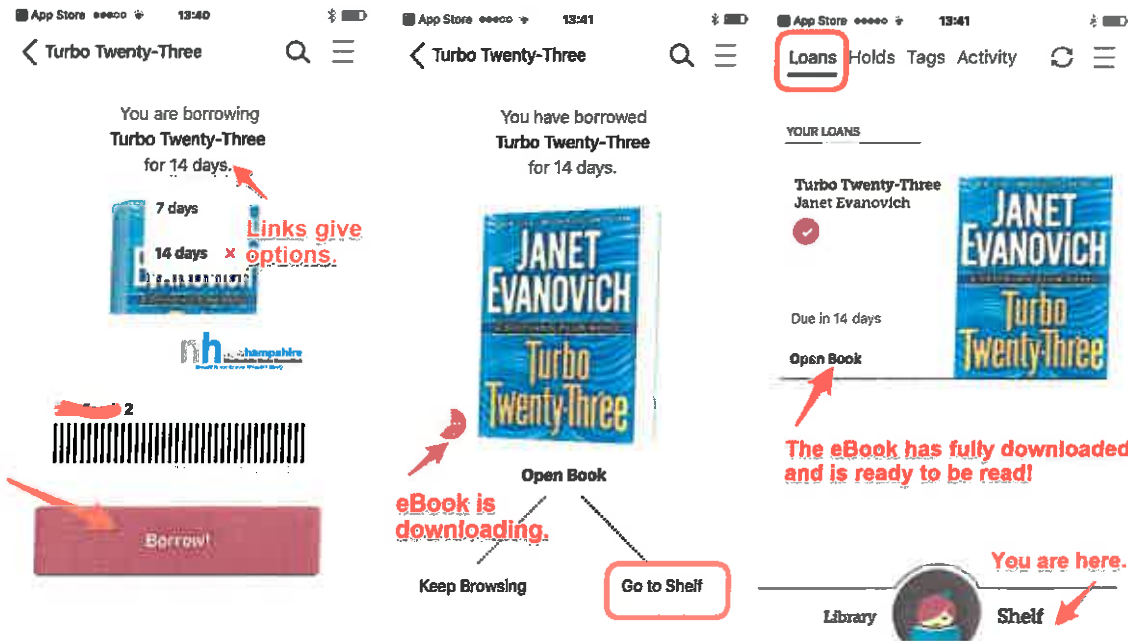 App Store 13:40
Turbo Twenty-Three
You are borrowing
Turbo Twenty-Three
for 14 days.
7 days
14 days ×
Links give
options.
nh hampshire
2
Borrow!
App Store 13:41
Turbo Twenty-Three
You have borrowed
Turbo Twenty-Three
for 14 days.
JANET
EVANOVICH
Turbo
Twenty-Three
eBook is
downloading.
Open Book
Keep Browsing
Go to Shelf
App Store 13:41
Loans Holds Tags Activity
YOUR LOANS
Turbo Twenty-Three
Janet Evanovich
Due in 14 days
Open Book
JANET
EVANOVICH
Turbo
Twenty-Three
The eBook has fully downloaded
and is ready to be read!
You are here.
Library
Shelf